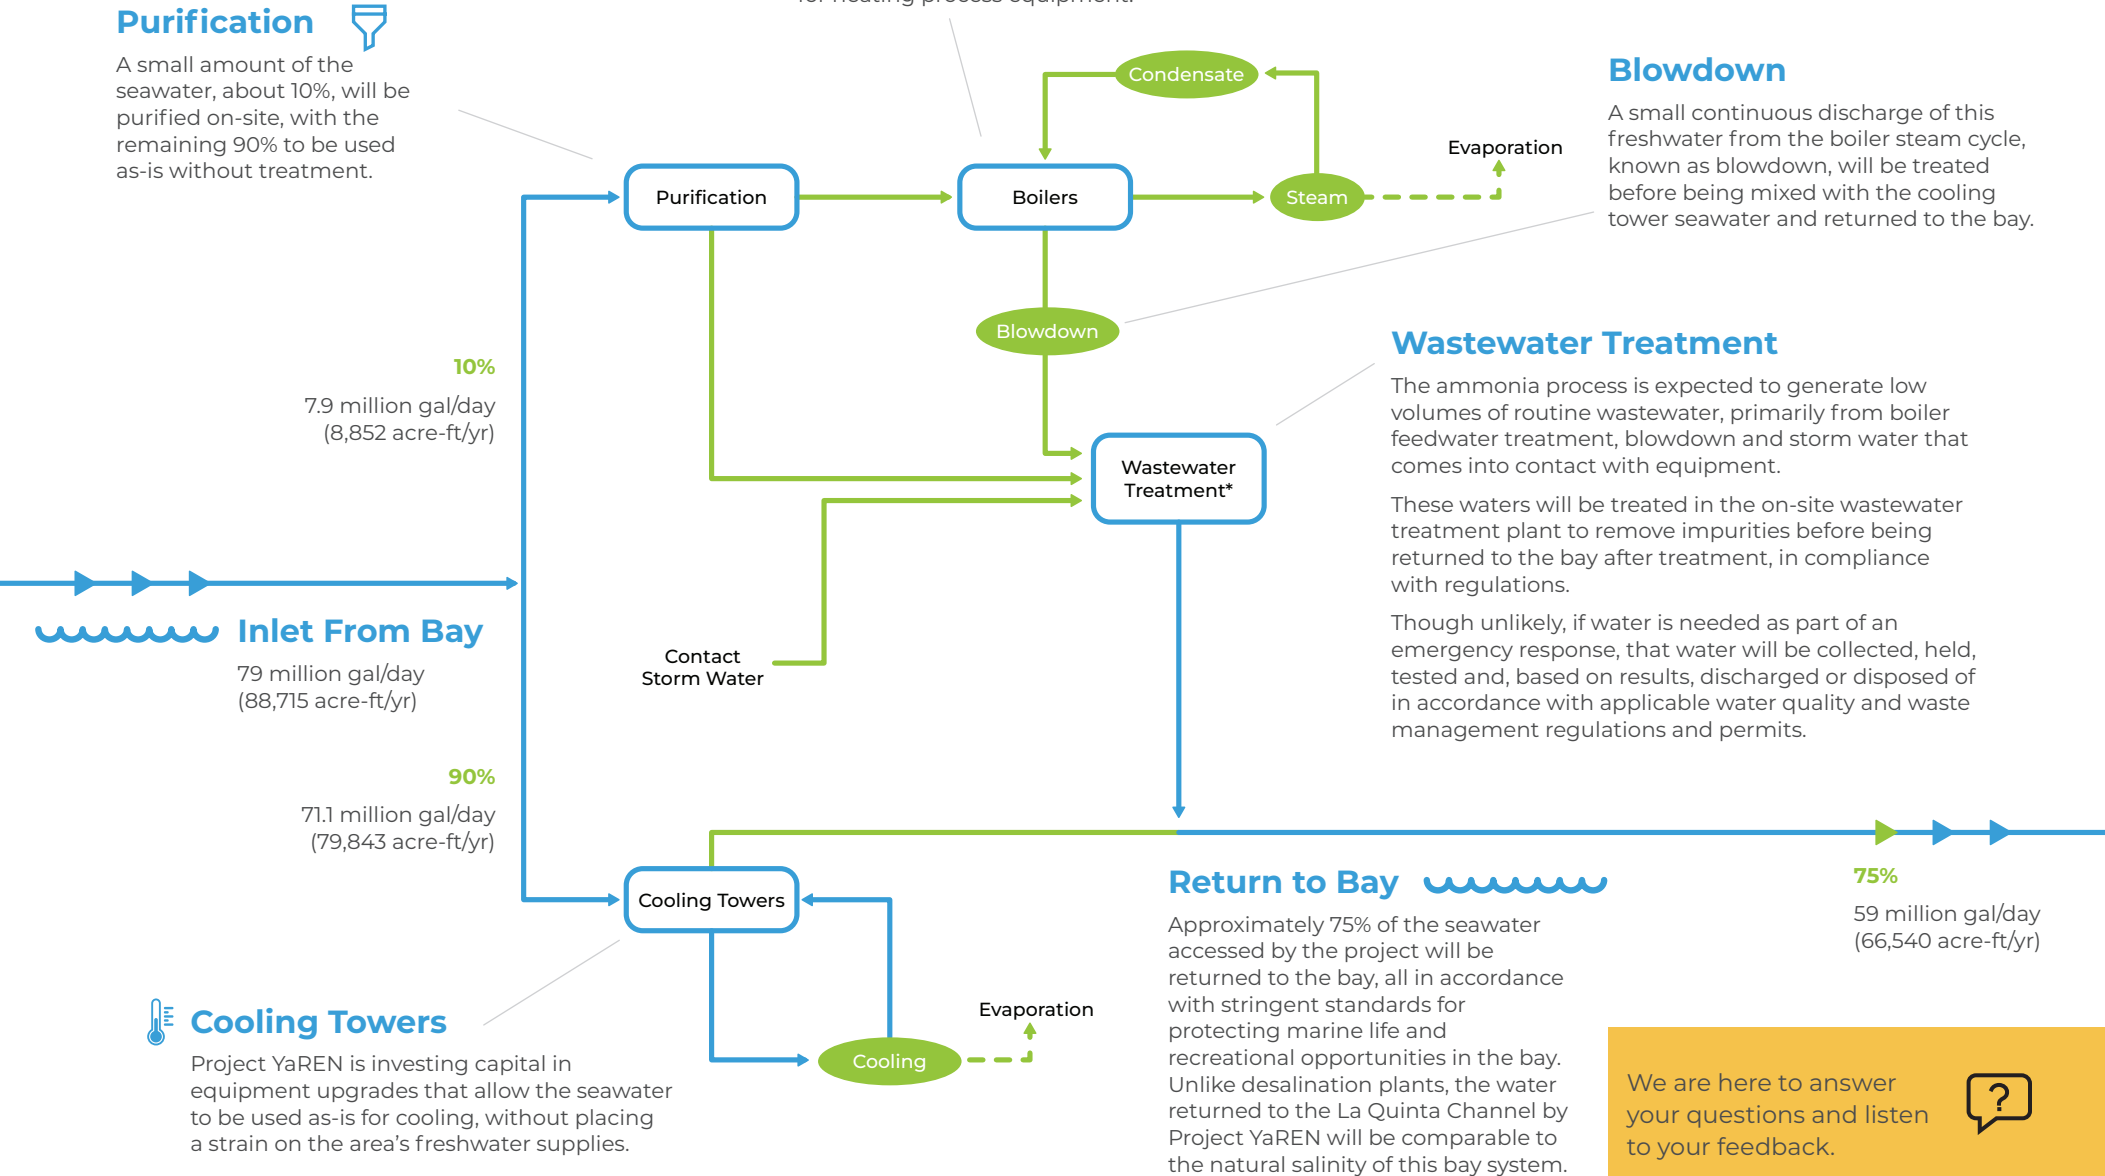 for heating process equipment.
Purification
A small amount of the
seawater, about 10%, will be
purified on-site, with the
remaining 90% to be used
as-is without treatment.
Condensate
Evaporation
Purification
Boilers
Steam
Blowdown
A small continuous discharge of this
freshwater from the boiler steam cycle,
known as blowdown, will be treated
before being mixed with the cooling
tower seawater and returned to the bay.
Blowdown
10%
7.9 million gal/day
(8,852 acre-ft/yr)
Wastewater
Treatment*
Wastewater Treatment
The ammonia process is expected to generate low
volumes of routine wastewater, primarily from boiler
feedwater treatment, blowdown and storm water that
comes into contact with equipment.
These waters will be treated in the on-site wastewater
treatment plant to remove impurities before being
returned to the bay after treatment, in compliance
with regulations.
Though unlikely, if water is needed as part of an
emergency response, that water will be collected, held,
tested and, based on results, discharged or disposed of
in accordance with applicable water quality and waste
management regulations and permits.
Inlet From Bay
79 million gal/day
(88,715 acre-ft/yr)
Contact
Storm Water
90%
71.1 million gal/day
(79,843 acre-ft/yr)
Cooling Towers
Cooling Towers
Project YaREN is investing capital in
equipment upgrades that allow the seawater
to be used as-is for cooling, without placing
a strain on the area's freshwater supplies.
Cooling
Evaporation
Return to Bay
Approximately 75% of the seawater
accessed by the project will be
returned to the bay, all in accordance
with stringent standards for
protecting marine life and
recreational opportunities in the bay.
Unlike desalination plants, the water
returned to the La Quinta Channel by
Project YaREN will be comparable to
the natural salinity of this bay system.
75%
59 million gal/day
(66,540 acre-ft/yr)
We are here to answer
your questions and listen
to your feedback.
?